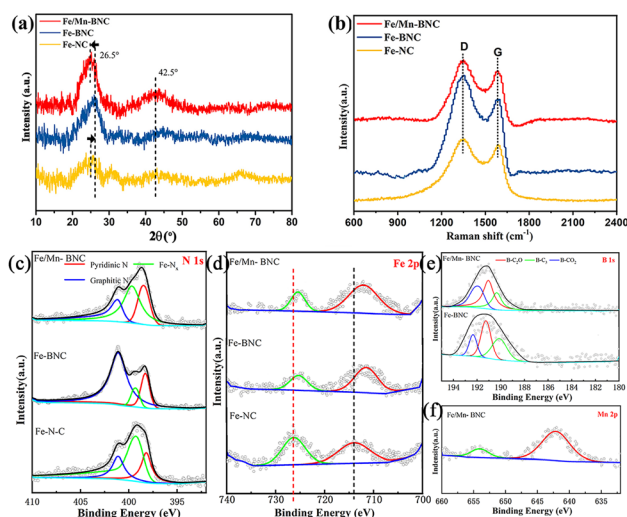 (a)
Fe/Mn-BNC
Fe-BNC
Fe-NC
26.5°
42.5°
Intensity (a.u.)
10 20 30 40 50 60 70 80
2θ(°)
(b)
Fe/Mn-BNC
Fe-BNC
Fe-NC
D G
Intensity(a.u.)
600 900 1200 1500 1800 2100 2400
Raman shift (cm-1)
(c)
N 1s
Fe/Mn- BNC
Pyridinic N
Fe-Nx
Graphitic N
Fe-BNC
Fe-N-C
Intensity(a.u.)
410 405 400 395
Binding energy (eV)
(d)
Fe 2p
Fe/Mn- BNC
Fe-BNC
Fe-NC
Intensity(a.u.)
740 730 720 710 700
Binding energy (eV)
(e)
B-C2O B-C3 B-CO2
B 1s
Fe/Mn- BNC
Fe-BNC
Intensity(a.u.)
194 192 190 188 186 184 182 180
Binding Energy (eV)
(f)
Mn 2p
Fe/Mn- BNC
Intensity(a.u.)
660 655 650 645 640 635
Binding energy (eV)